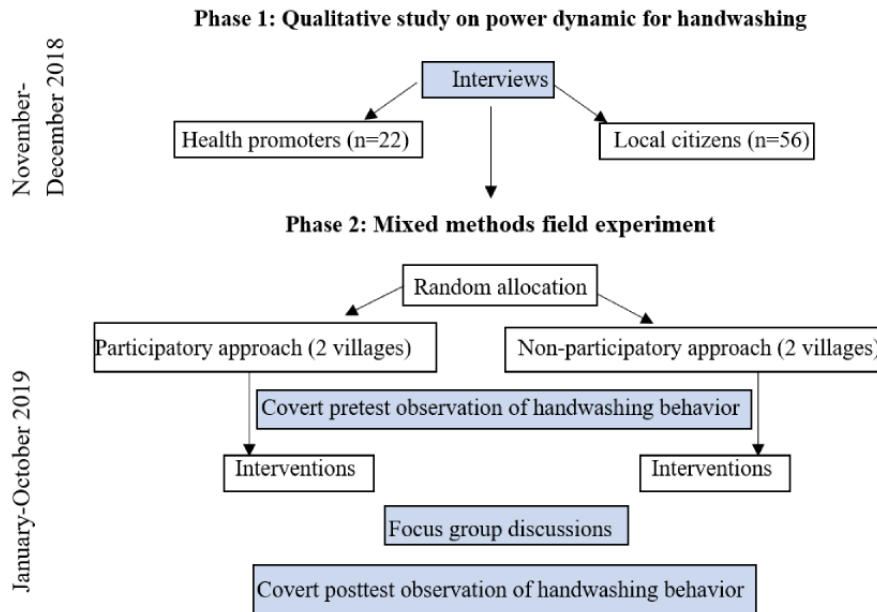 Phase 1: Qualitative study on power dynamic for handwashing
November-
December 2018
Interviews
Health promoters (n=22)
Local citizens (n=56)
Phase 2: Mixed methods field experiment
January-October 2019
Random allocation
Participatory approach (2 villages)
Non-participatory approach (2 villages)
Covert pretest observation of handwashing behavior
Interventions
Interventions
Focus group discussions
Covert posttest observation of handwashing behavior